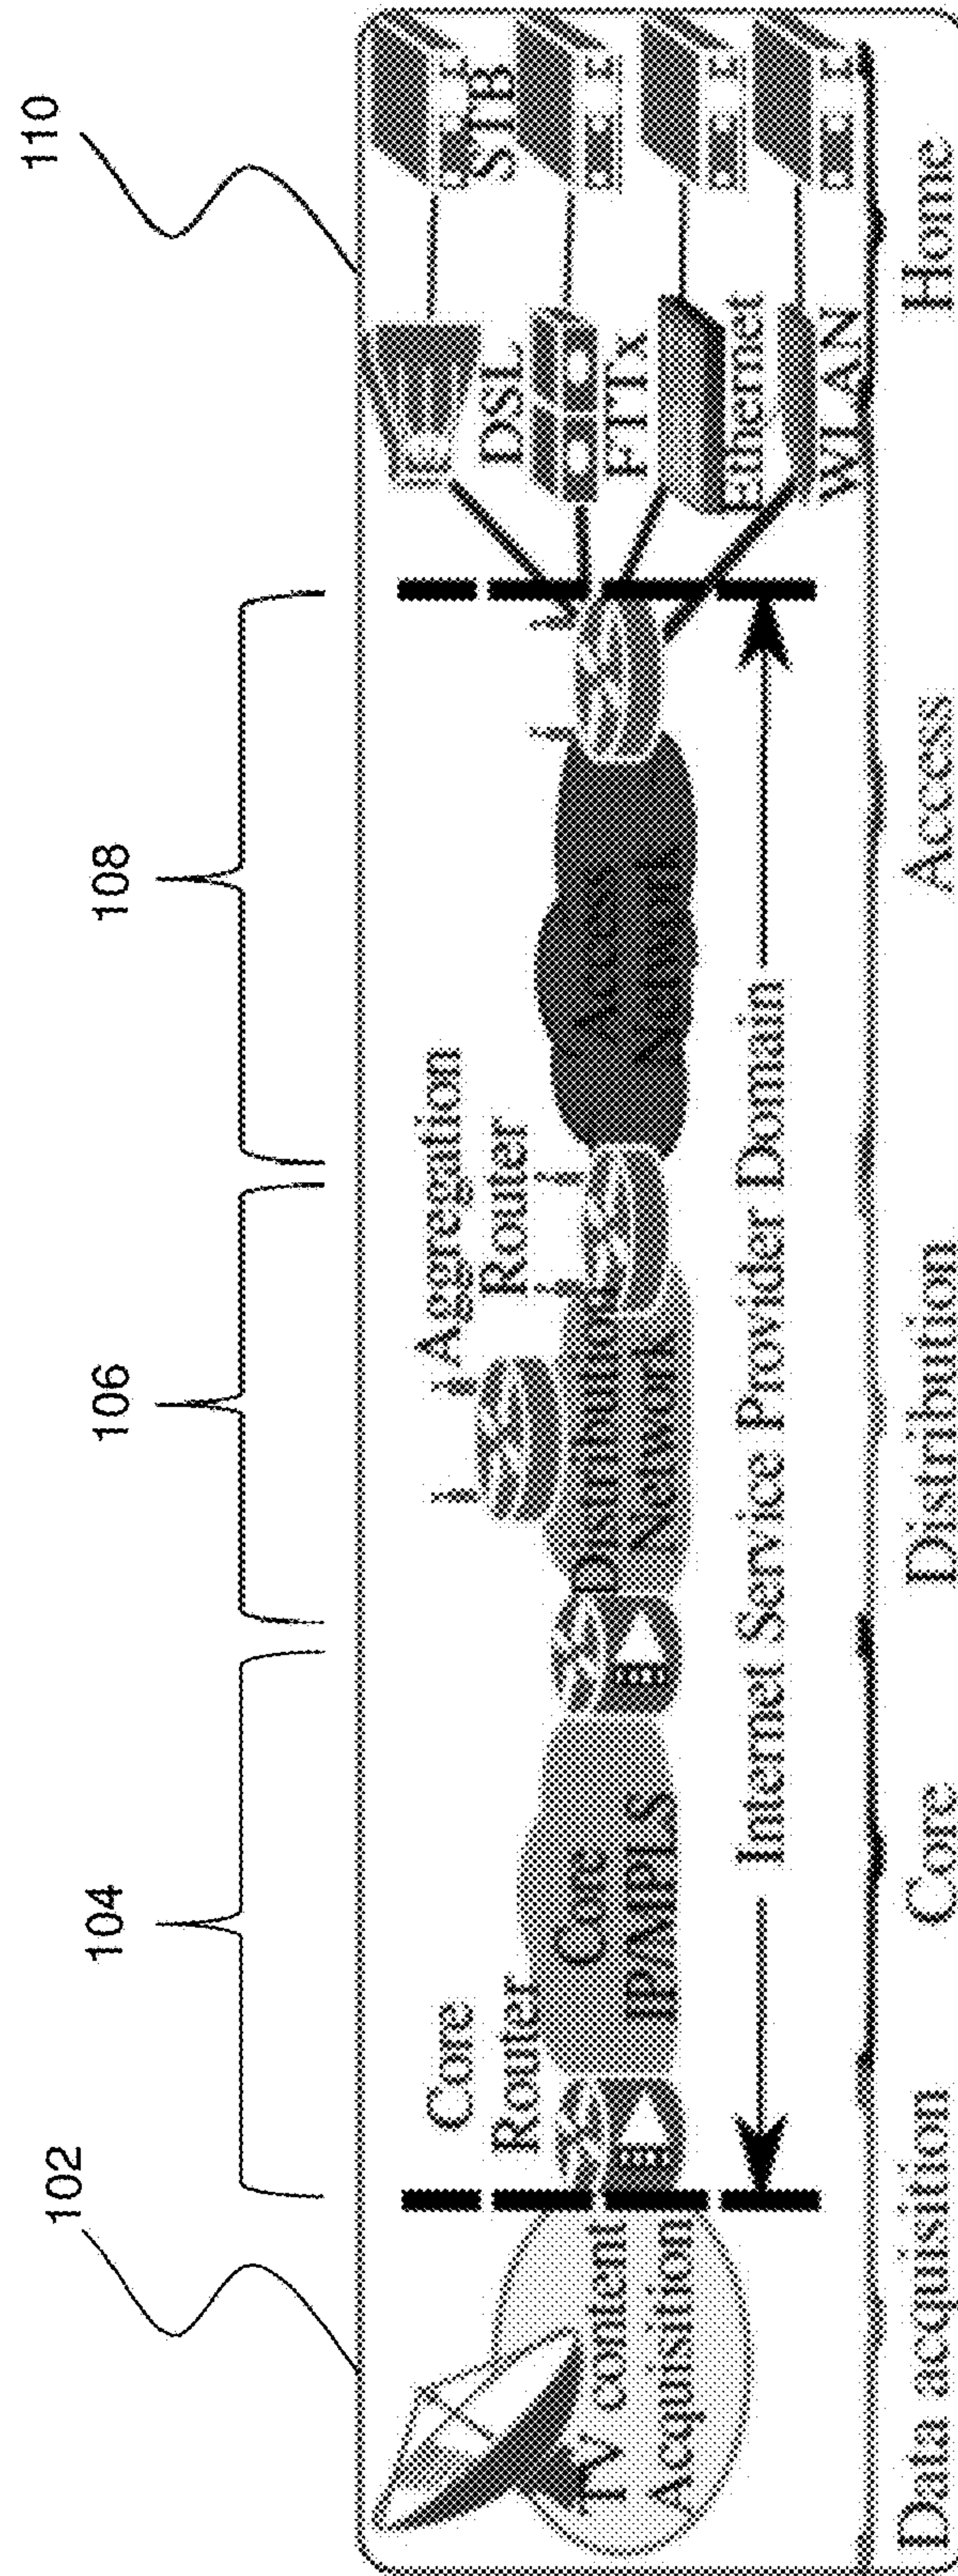 102
104
106
108
110
TV content
Acquisition
Core
Router
Core
IP/MPLS
Distribution
Network
Aggregation
Router
Access
Network
DSL
FTTx
Ethernet
WLAN
STB
Internet Service Provider Domain
Data acquisition
Core
Distribution
Access
Home